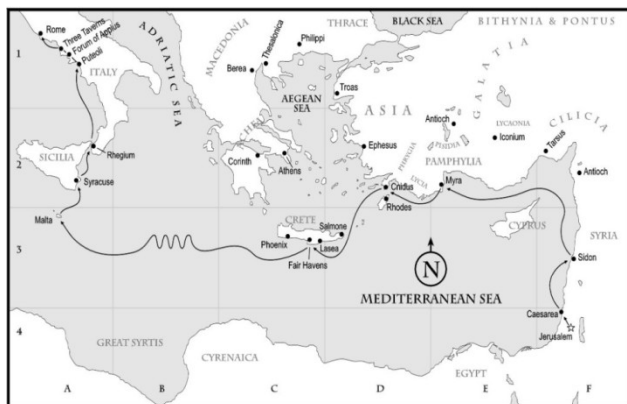 THRACE
BLACK SEA
BITHYNIA & PONTUS
Rome
Three Taverns
Forum of Appius
Puteoli
ITALY
ADRIATIC SEA
MACEDONIA
Thessalonica
Philippi
Berea
AEGEAN SEA
Troas
ASIA
GALATIA
Antioch
LYCAONIA
Iconium
PISIDIA
PHRYGIA
PAMPHYLIA
LYCIA
CILICIA
Tarsus
Antioch
SICILIA
Rhegium
Syracuse
Corinth
Athens
Ephesus
Cnidus
Rhodes
Myra
Malta
CRETE
Phoenix
Salmone
Lasea
Fair Havens
CYPRUS
SYRIA
Sidon
N
MEDITERRANEAN SEA
Caesarea
Jerusalem
GREAT SYRTIS
CYRENAICA
EGYPT
1
2
3
4
A
B
C
D
E
F